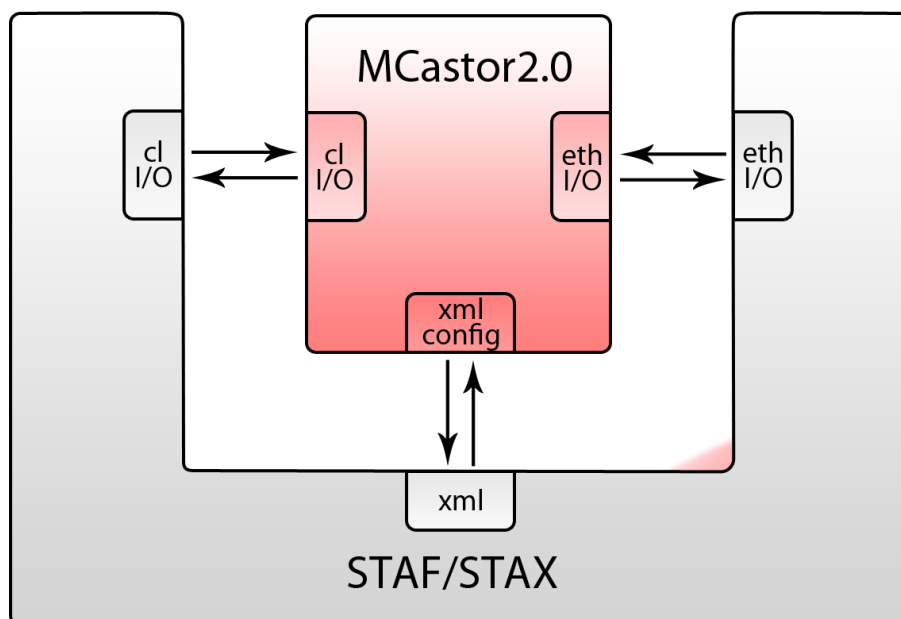 MCastor2.0
cl
I/O
cl
I/O
eth
I/O
eth
I/O
xml
config
xml
STAF/STAX